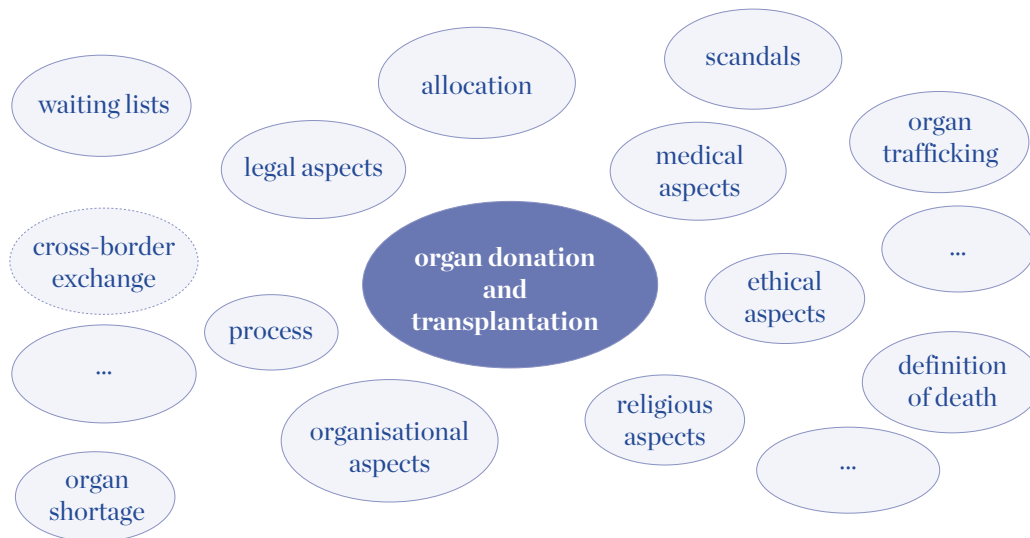 scandals
allocation
waiting lists
organ
trafficking
legal aspects
medical
aspects
cross-border
exchange
organ donation
and
transplantation
...
ethical
aspects
process
...
definition
of death
religious
aspects
organisational
aspects
...
organ
shortage